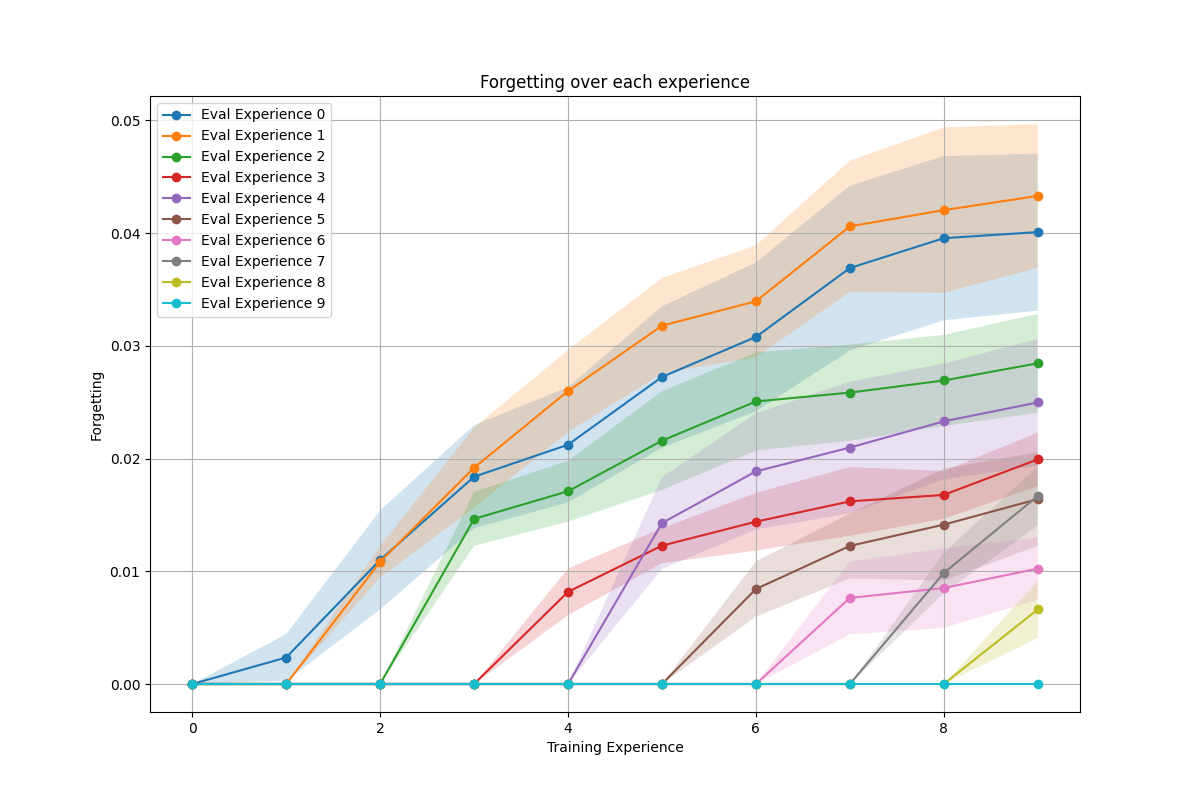 Forgetting over each experience
Eval Experience 0
Eval Experience 1
Eval Experience 2
Eval Experience 3
Eval Experience 4
Eval Experience 5
Eval Experience 6
Eval Experience 7
Eval Experience 8
Eval Experience 9
0.05
0.04
0.03
0.02
0.01
0.00
Forgetting
0 2 4 6 8
Training Experience